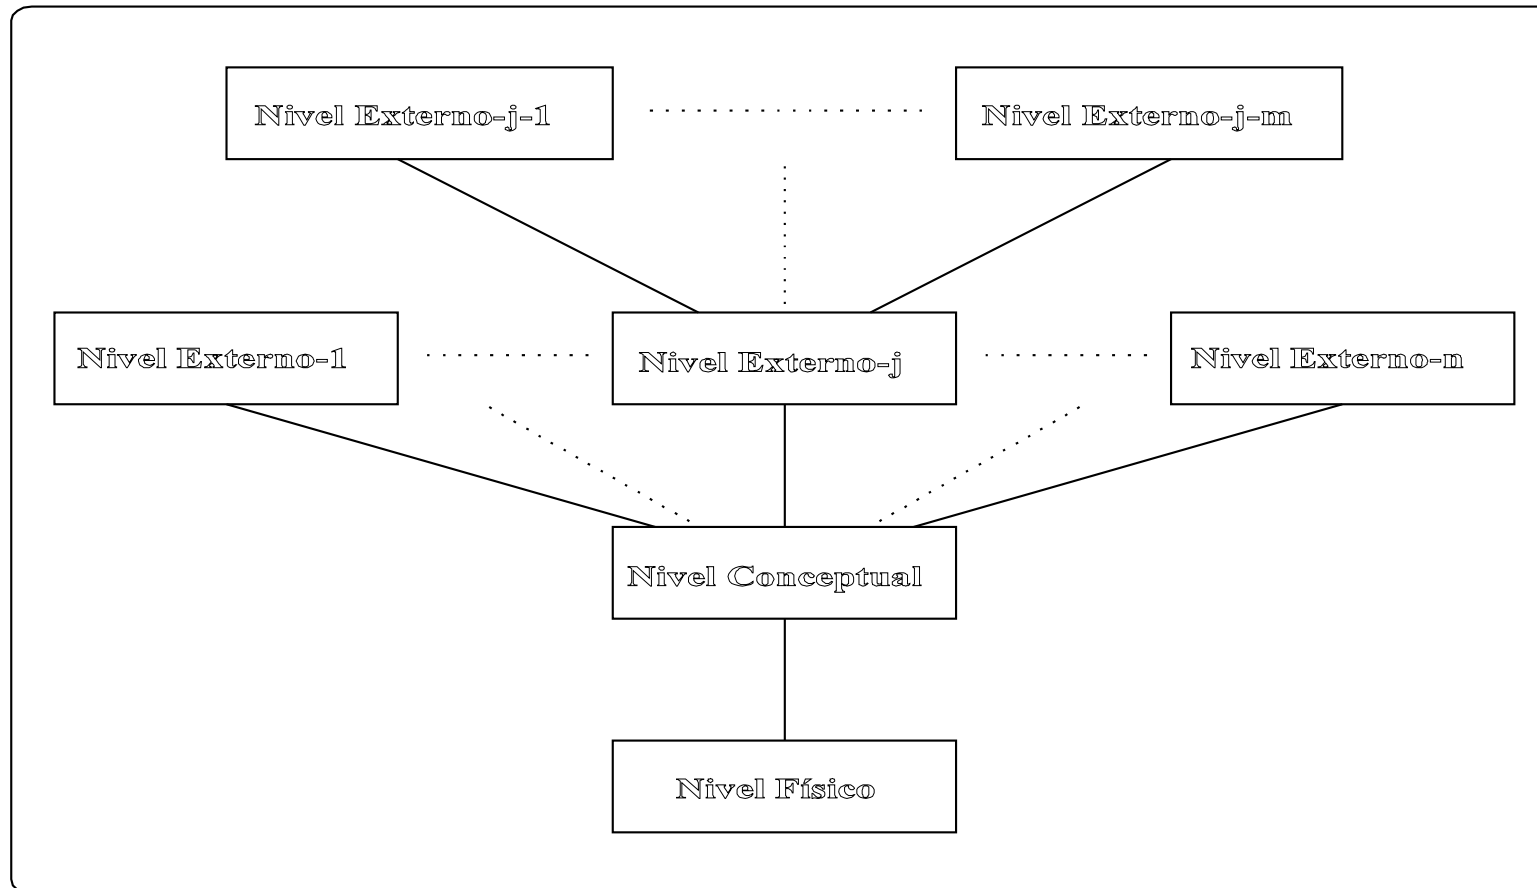 Nivel Externo-j-1
Nivel Externo-j-m
Nivel Externo-1
Nivel Externo-j
Nivel Externo-n
Nivel Conceptual
Nivel Físico